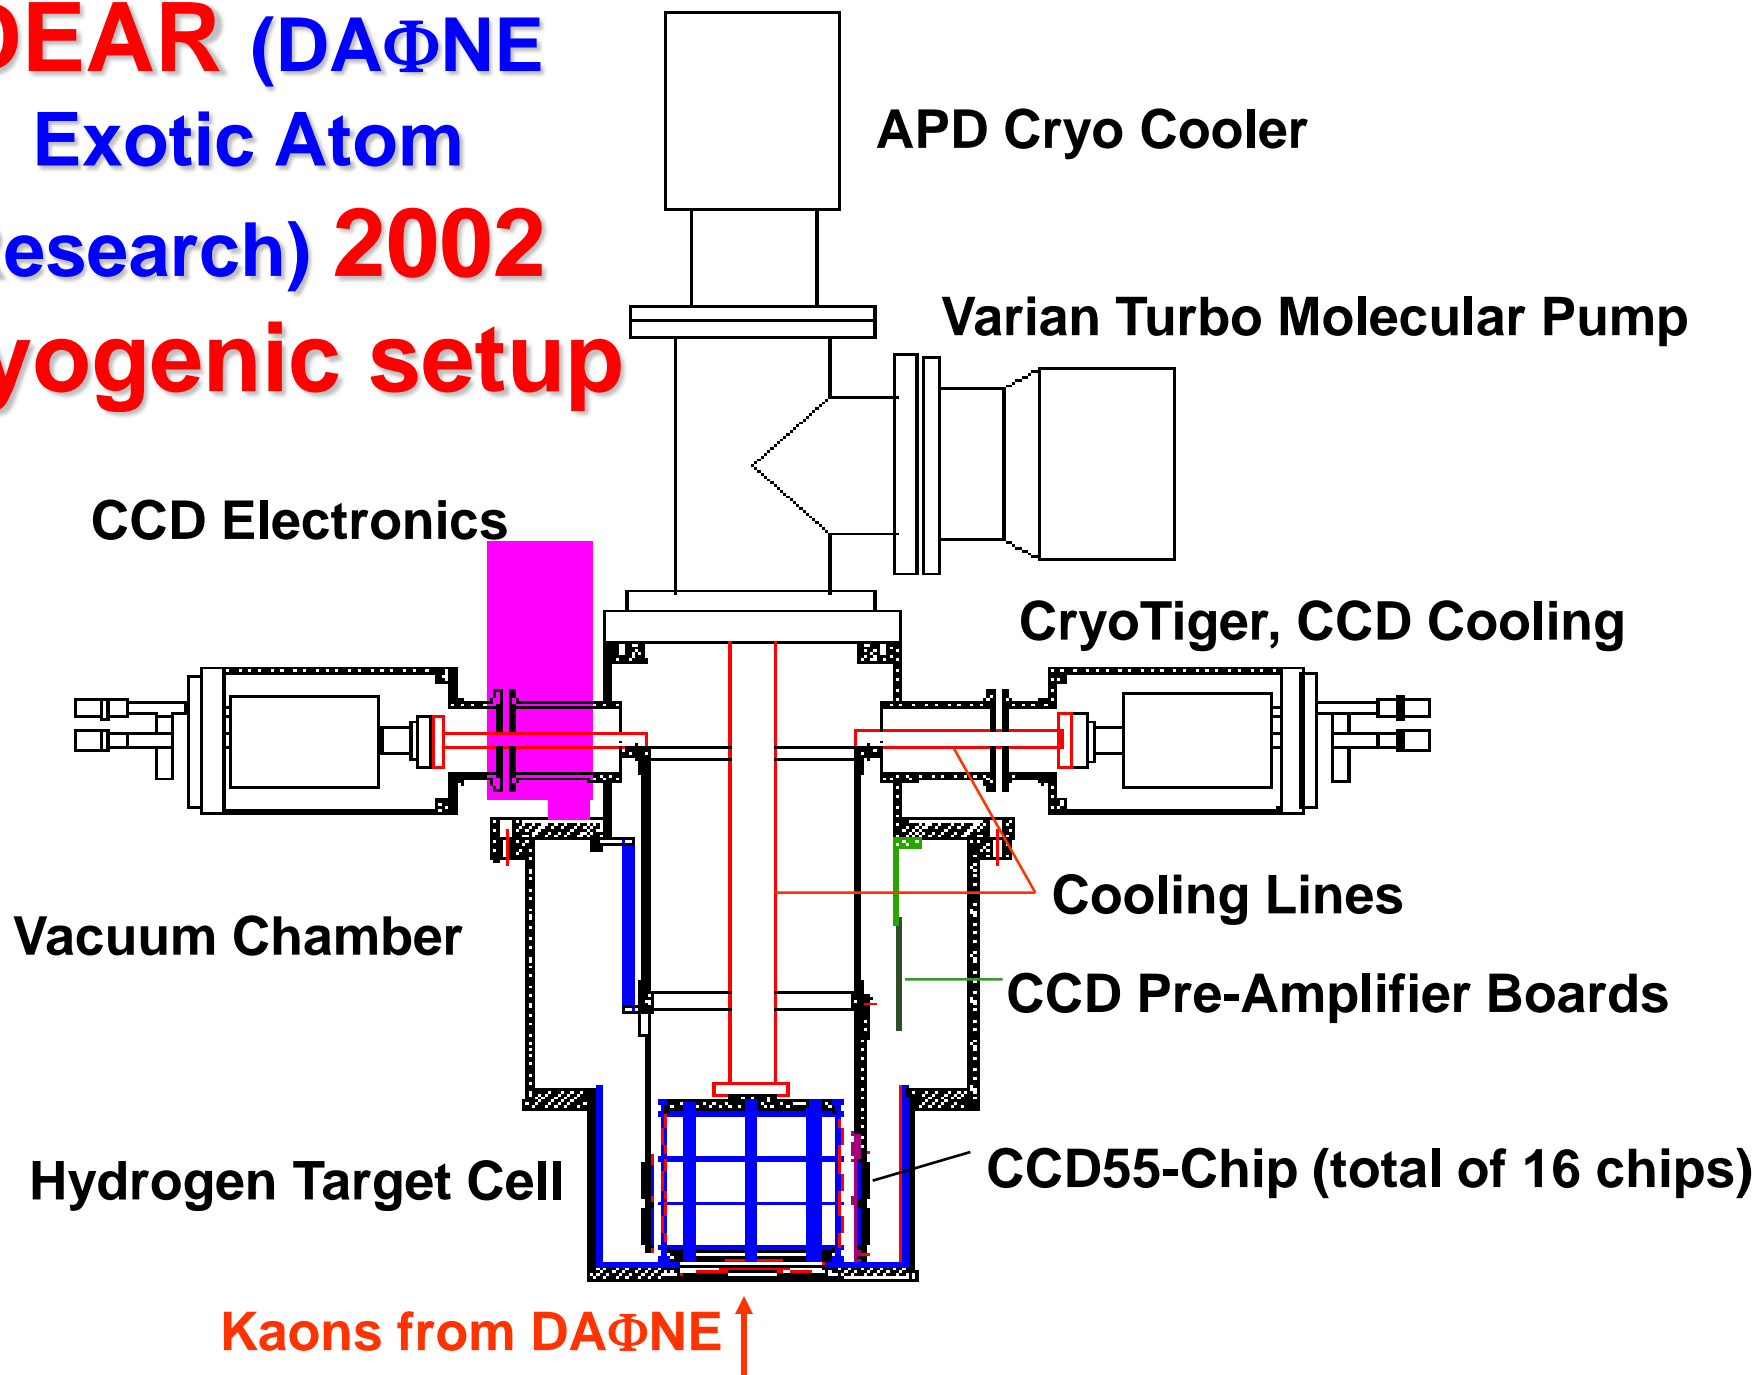 DEAR (DAΦNE
Exotic Atom
Research) 2002
yogenic setup
APD Cryo Cooler
Varian Turbo Molecular Pump
CCD Electronics
CryoTiger, CCD Cooling
Cooling Lines
Vacuum Chamber
CCD Pre-Amplifier Boards
CCD55-Chip (total of 16 chips)
Hydrogen Target Cell
Kaons from DAΦNE